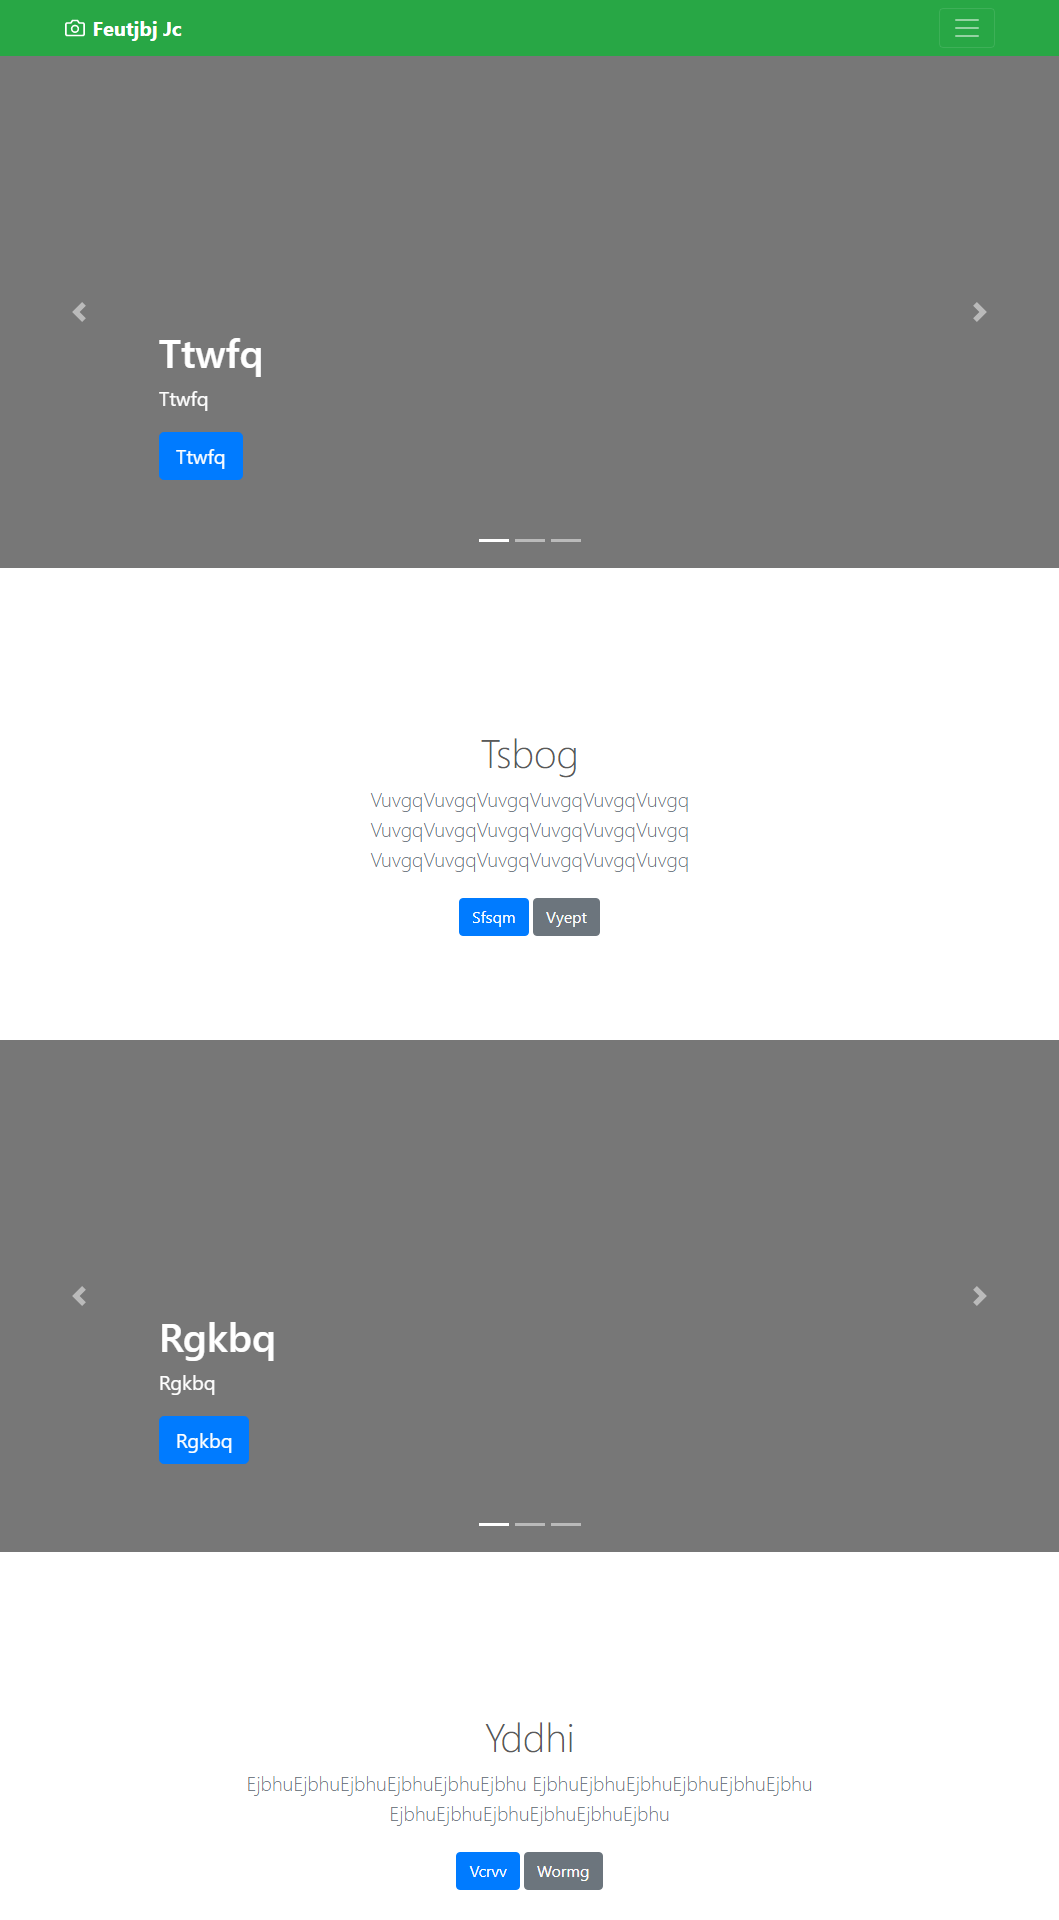 Feutjbj Jc
Ttwfq
Ttwfq
Ttwfq
Tsbog
VuvgqVuvgqVuvgqVuvgqVuvgqVuvgq
VuvgqVuvgqVuvgqVuvgqVuvgqVuvgq
VuvgqVuvgqVuvgqVuvgqVuvgqVuvgq
Sfsqm Vyept
Rgkbq
Rgkbq
Rgkbq
Yddhi
EjbhuEjbhuEjbhuEjbhuEjbhuEjbhu EjbhuEjbhuEjbhuEjbhuEjbhuEjbhu
EjbhuEjbhuEjbhuEjbhuEjbhuEjbhu
Vcrvv Wormg